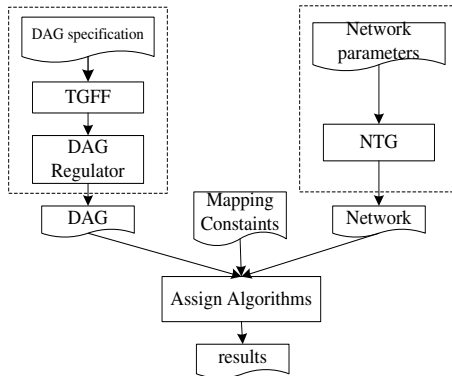 DAG specification
TGFF
DAG
Regulator
DAG
Network
parameters
NTG
Network
Mapping
Constaints
Assign Algorithms
results